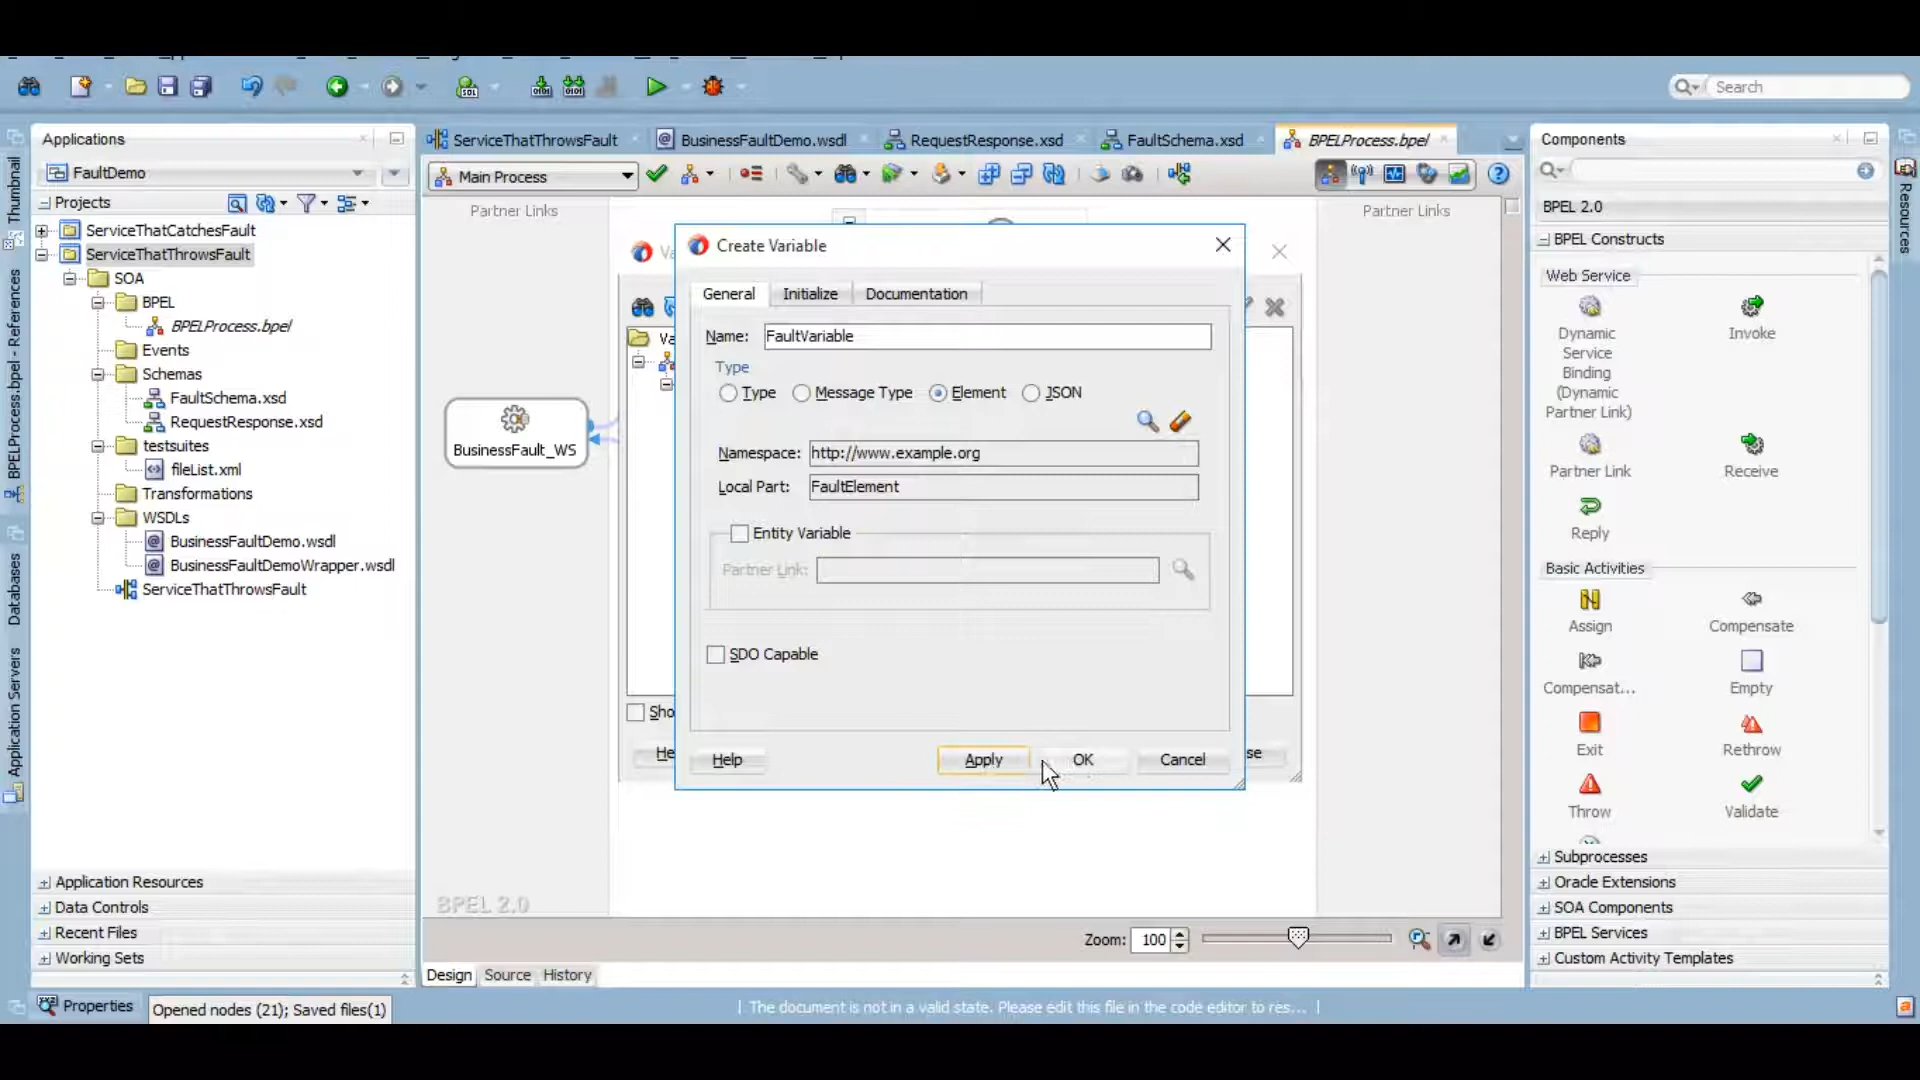 Search
Applications
FaultDemo
Projects
ServiceThatCatchesFault
ServiceThatThrowsFault
SOA
BPEL
BPELProcess.bpel
Events
Schemas
FaultSchema.xsd
RequestResponse.xsd
testsuites
fileList.xml
Transformations
WSDLs
BusinessFaultDemo.wsdl
BusinessFaultDemoWrapper.wsdl
ServiceThatThrowsFault
Application Resources
Data Controls
Recent Files
Working Sets
Thumbnail
BPELProcess.bpel - References
Databases
Application Servers
ServiceThatThrowsFault
BusinessFaultDemo.wsdl
RequestResponse.xsd
FaultSchema.xsd
BPELProcess.bpel
Main Process
Partner Links
Partner Links
BusinessFault_WS
BPEL 2.0
Create Variable
General
Initialize
Documentation
Name:
FaultVariable
Type
Type
Message Type
Element
JSON
Namespace:
http://www.example.org
Local Part:
FaultElement
Entity Variable
Partner Link:
SDO Capable
Help
Apply
OK
Cancel
Zoom:
100
Design
Source
History
Components
BPEL 2.0
BPEL Constructs
Web Service
Dynamic
Service
Binding
(Dynamic
Partner Link)
Invoke
Partner Link
Receive
Reply
Basic Activities
Assign
Compensate
Compensat...
Empty
Exit
Rethrow
Throw
Validate
Subprocesses
Oracle Extensions
SOA Components
BPEL Services
Custom Activity Templates
Resources
Properties
Opened nodes (21); Saved files(1)
| The document is not in a valid state. Please edit this file in the code editor to res... |